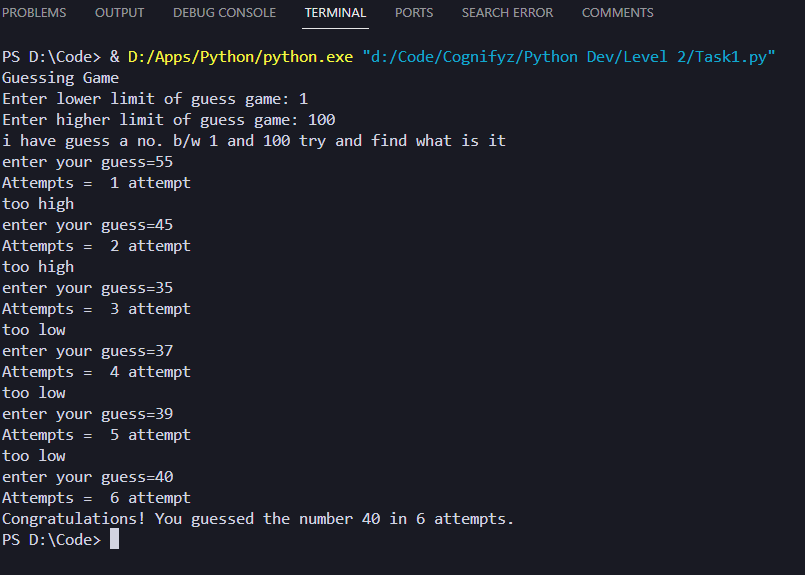 PROBLEMS OUTPUT DEBUG CONSOLE TERMINAL PORTS SEARCH ERROR COMMENTS
PS D:\Code> & D:/Apps/Python/python.exe "d:/Code/Cognifyz/Python Dev/Level 2/Task1.py"
Guessing Game
Enter lower limit of guess game: 1
Enter higher limit of guess game: 100
i have guess a no. b/w 1 and 100 try and find what is it
enter your guess=55
Attempts =  1 attempt
too high
enter your guess=45
Attempts =  2 attempt
too high
enter your guess=35
Attempts =  3 attempt
too low
enter your guess=37
Attempts =  4 attempt
too low
enter your guess=39
Attempts =  5 attempt
too low
enter your guess=40
Attempts =  6 attempt
Congratulations! You guessed the number 40 in 6 attempts.
PS D:\Code>